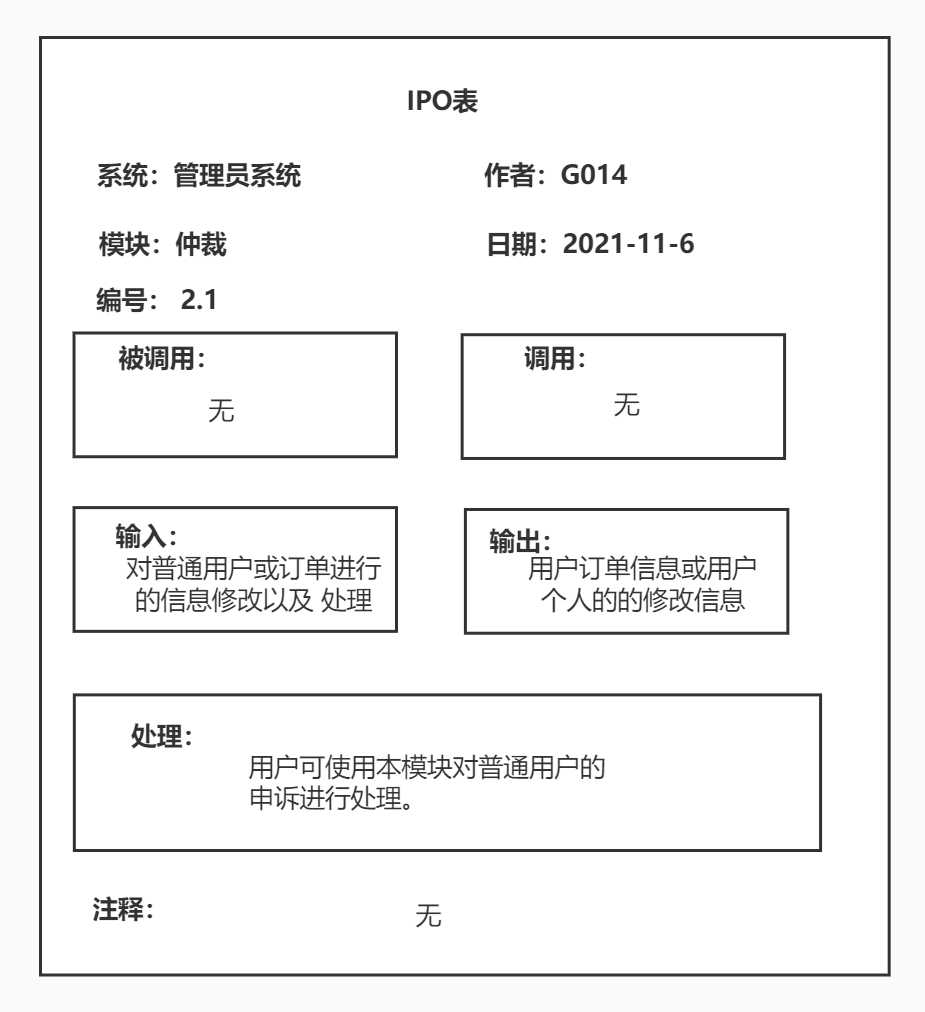 IPO表
系统：管理员系统
作者：G014
模块：仲裁
日期：2021-11-6
编号： 2.1
被调用：
无
调用：
无
输入：
对普通用户或订单进行
的信息修改以及 处理
输出：
用户订单信息或用户
个人的的修改信息
处理：
用户可使用本模块对普通用户的
申诉进行处理。
注释：
无